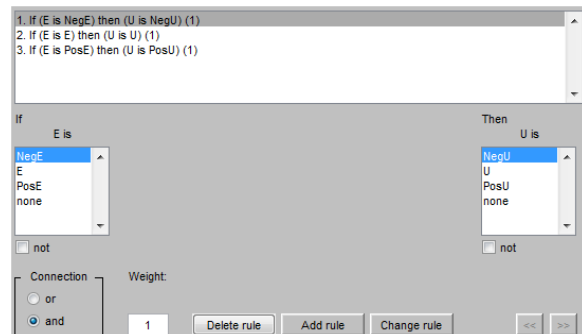 1. If (E is NegE) then (U is NegU) (1)
2. If (E is E) then (U is U) (1)
3. If (E is PosE) then (U is PosU) (1)
If
Then
E is
U is
NegE
E
PosE
none
NegU
U
PosU
none
not
not
Connection
Weight:
or
and
1
Delete rule
Add rule
Change rule
<<
>>